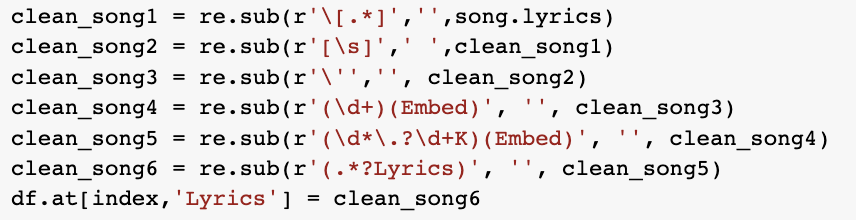 clean_song1 = re.sub(r'\[.*]','',song.lyrics)
clean_song2 = re.sub(r'[\s]',' ',clean_song1)
clean_song3 = re.sub(r'\'','', clean_song2)
clean_song4 = re.sub(r'(\d+)(Embed)', '', clean_song3)
clean_song5 = re.sub(r'(\d*\.?\d+K)(Embed)', '', clean_song4)
clean_song6 = re.sub(r'(.*?Lyrics)', '', clean_song5)
df.at[index,'Lyrics'] = clean_song6